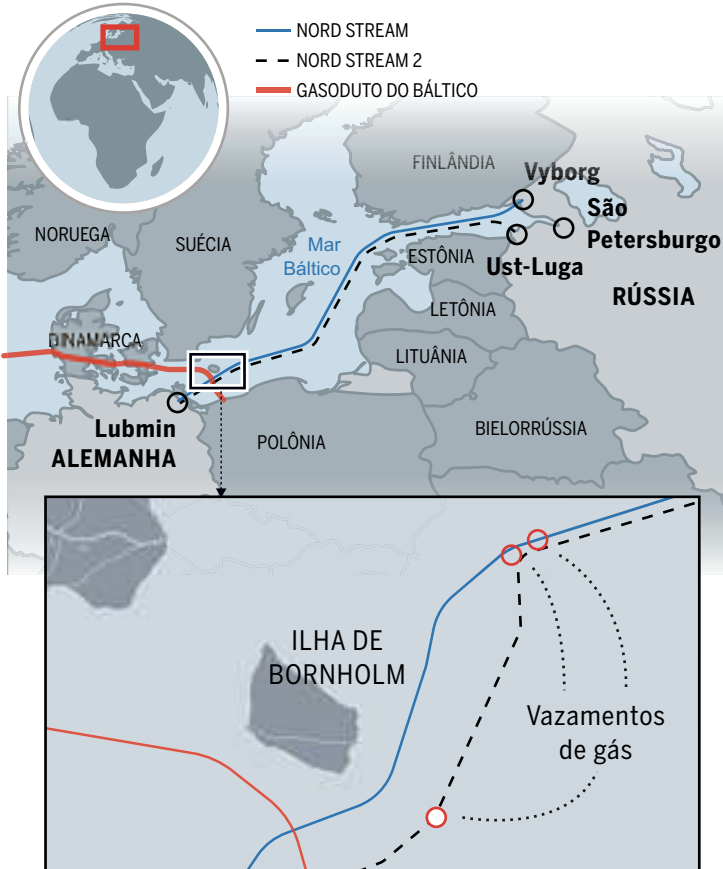 NORD STREAM
NORD STREAM 2
GASODUTO DO BÁLTICO
FINLÂNDIA
Vyborg
São
Petersburgo
NORUEGA
SUÉCIA
Mar
Báltico
ESTÔNIA
Ust-Luga
RÚSSIA
LETÔNIA
DINAMARCA
LITUÂNIA
Lubmin
ALEMANHA
POLÔNIA
BIELORRÚSSIA
ILHA DE
BORNHOLM
Vazamentos
de gás